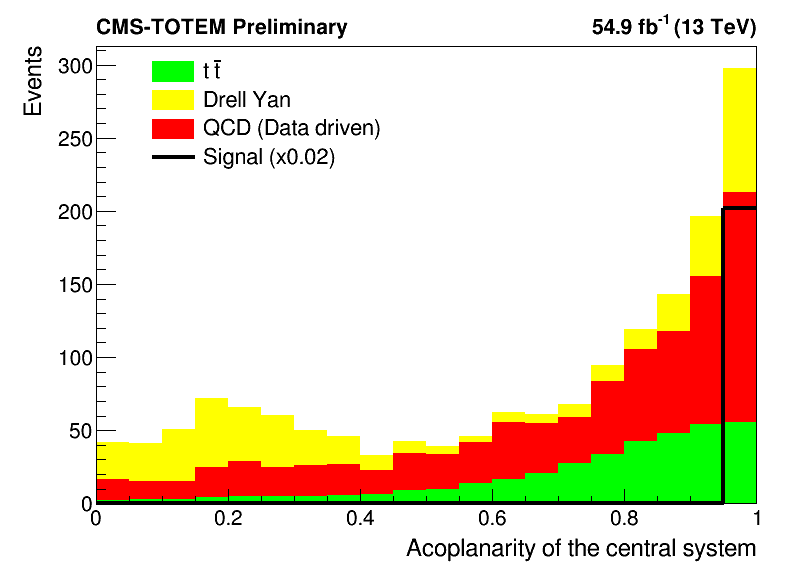 CMS-TOTEM Preliminary 54.9 fb⁻¹ (13 TeV)
Events
300
250
200
150
100
50
0
t t̄
Drell Yan
QCD (Data driven)
Signal (x0.02)
0 0.2 0.4 0.6 0.8 1
Acoplanarity of the central system